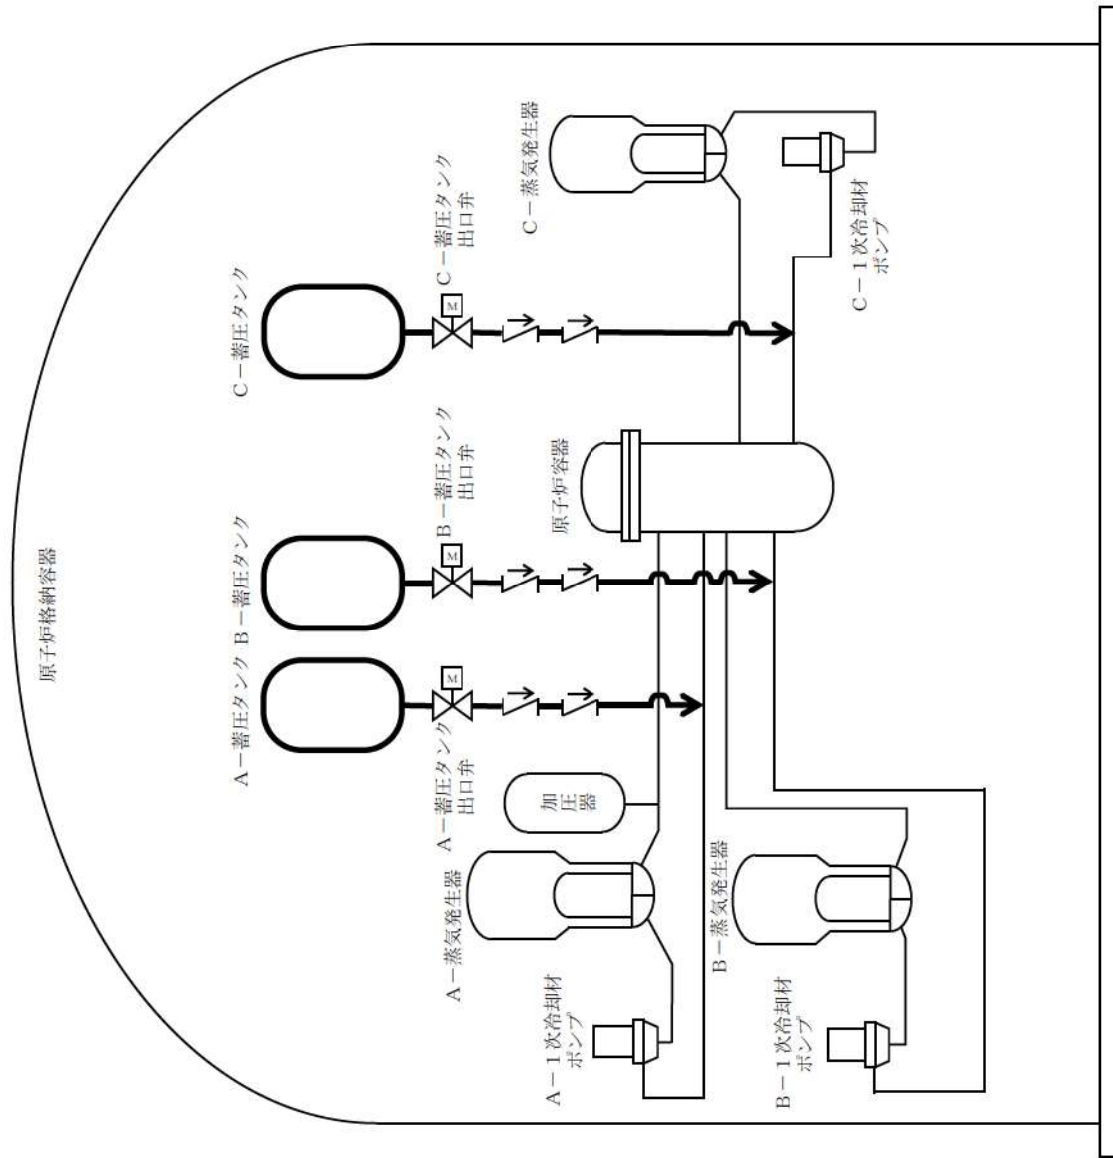 原子炉格納容器
A－蓄圧タンク
B－蓄圧タンク
C－蓄圧タンク
A－蓄圧タンク
出口弁
M
B－蓄圧タンク
出口弁
M
C－蓄圧タンク
出口弁
M
加圧器
原子炉容器
A－蒸気発生器
B－蒸気発生器
C－蒸気発生器
A－１次冷却材
ポンプ
B－１次冷却材
ポンプ
C－１次冷却材
ポンプ